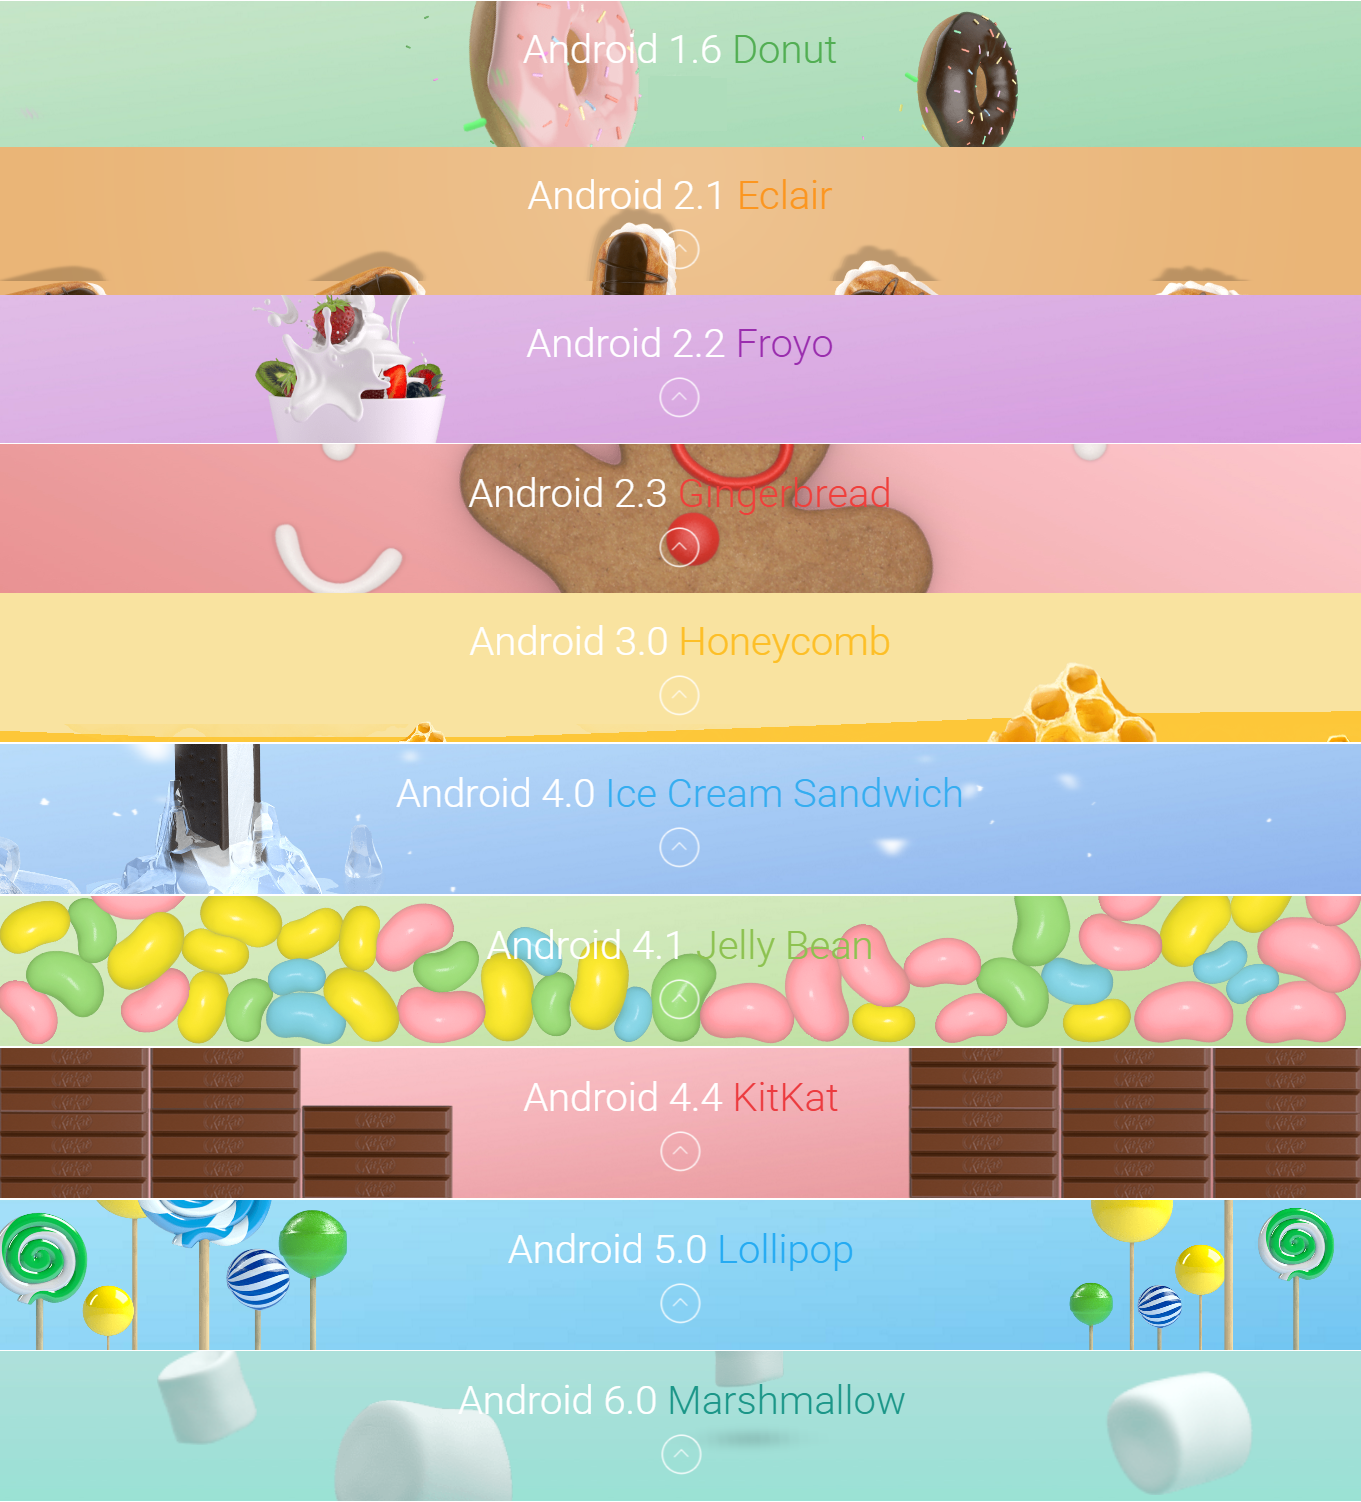 Android 1.6 Donut
Android 2.1 Eclair
Android 2.2 Froyo
Android 2.3 Gingerbread
Android 3.0 Honeycomb
Android 4.0 Ice Cream Sandwich
Android 4.1 Jelly Bean
Android 4.4 KitKat
Android 5.0 Lollipop
Android 6.0 Marshmallow